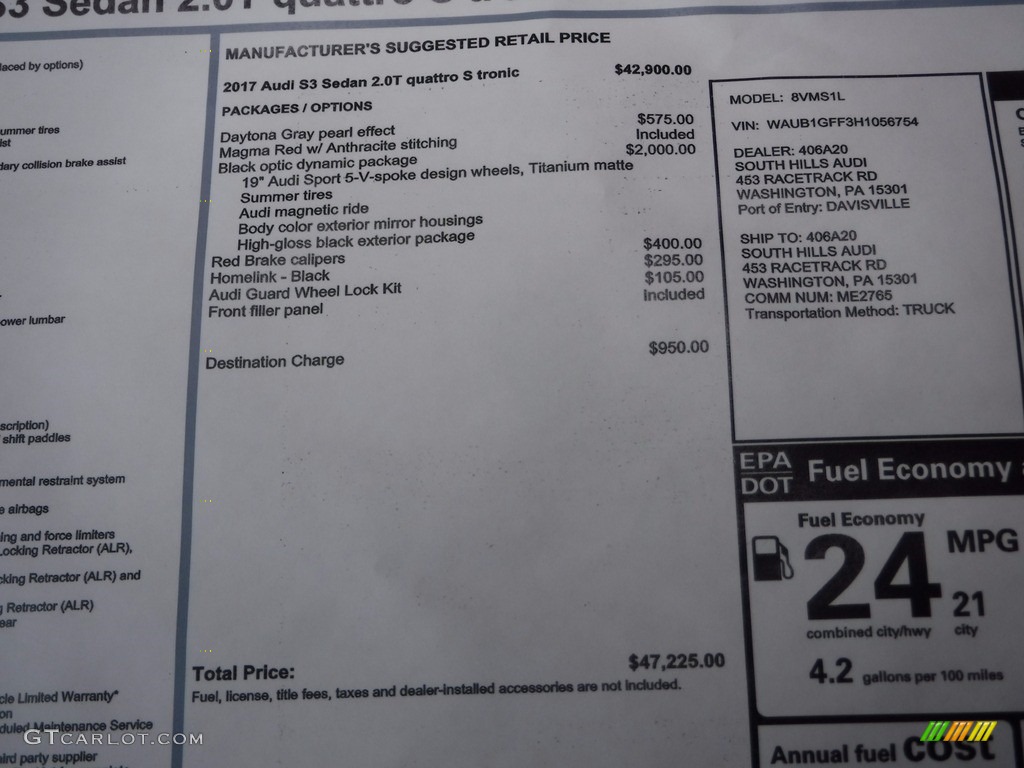 S3 Sedan 2.0T quattro S
laced by options)
ummer tires
ist
dary collision brake assist
ower lumbar
scription)
shift paddles
mental restraint system
e airbags
ing and force limiters
Locking Retractor (ALR),
cking Retractor (ALR) and
g Retractor (ALR)
ear
cle Limited Warranty*
on
duled Maintenance Service
hird party supplier
MANUFACTURER'S SUGGESTED RETAIL PRICE
2017 Audi S3 Sedan 2.0T quattro S tronic $42,900.00
PACKAGES / OPTIONS
Daytona Gray pearl effect $575.00
Magma Red w/ Anthracite stitching Included
Black optic dynamic package $2,000.00
19" Audi Sport 5-V-spoke design wheels, Titanium matte
Summer tires
Audi magnetic ride
Body color exterior mirror housings
High-gloss black exterior package
Red Brake calipers $400.00
Homelink - Black $295.00
Audi Guard Wheel Lock Kit $105.00
Front filler panel Included
Destination Charge $950.00
Total Price: $47,225.00
Fuel, license, title fees, taxes and dealer-installed accessories are not included.
MODEL: 8VMS1L
VIN: WAUB1GFF3H1056754
DEALER: 406A20
SOUTH HILLS AUDI
453 RACETRACK RD
WASHINGTON, PA 15301
Port of Entry: DAVISVILLE
SHIP TO: 406A20
SOUTH HILLS AUDI
453 RACETRACK RD
WASHINGTON, PA 15301
COMM NUM: ME2765
Transportation Method: TRUCK
EPA
DOT
Fuel Economy
Fuel Economy
24 MPG
21
combined city/hwy city
4.2 gallons per 100 miles
Annual fuel cost
GTCARLOT.COM